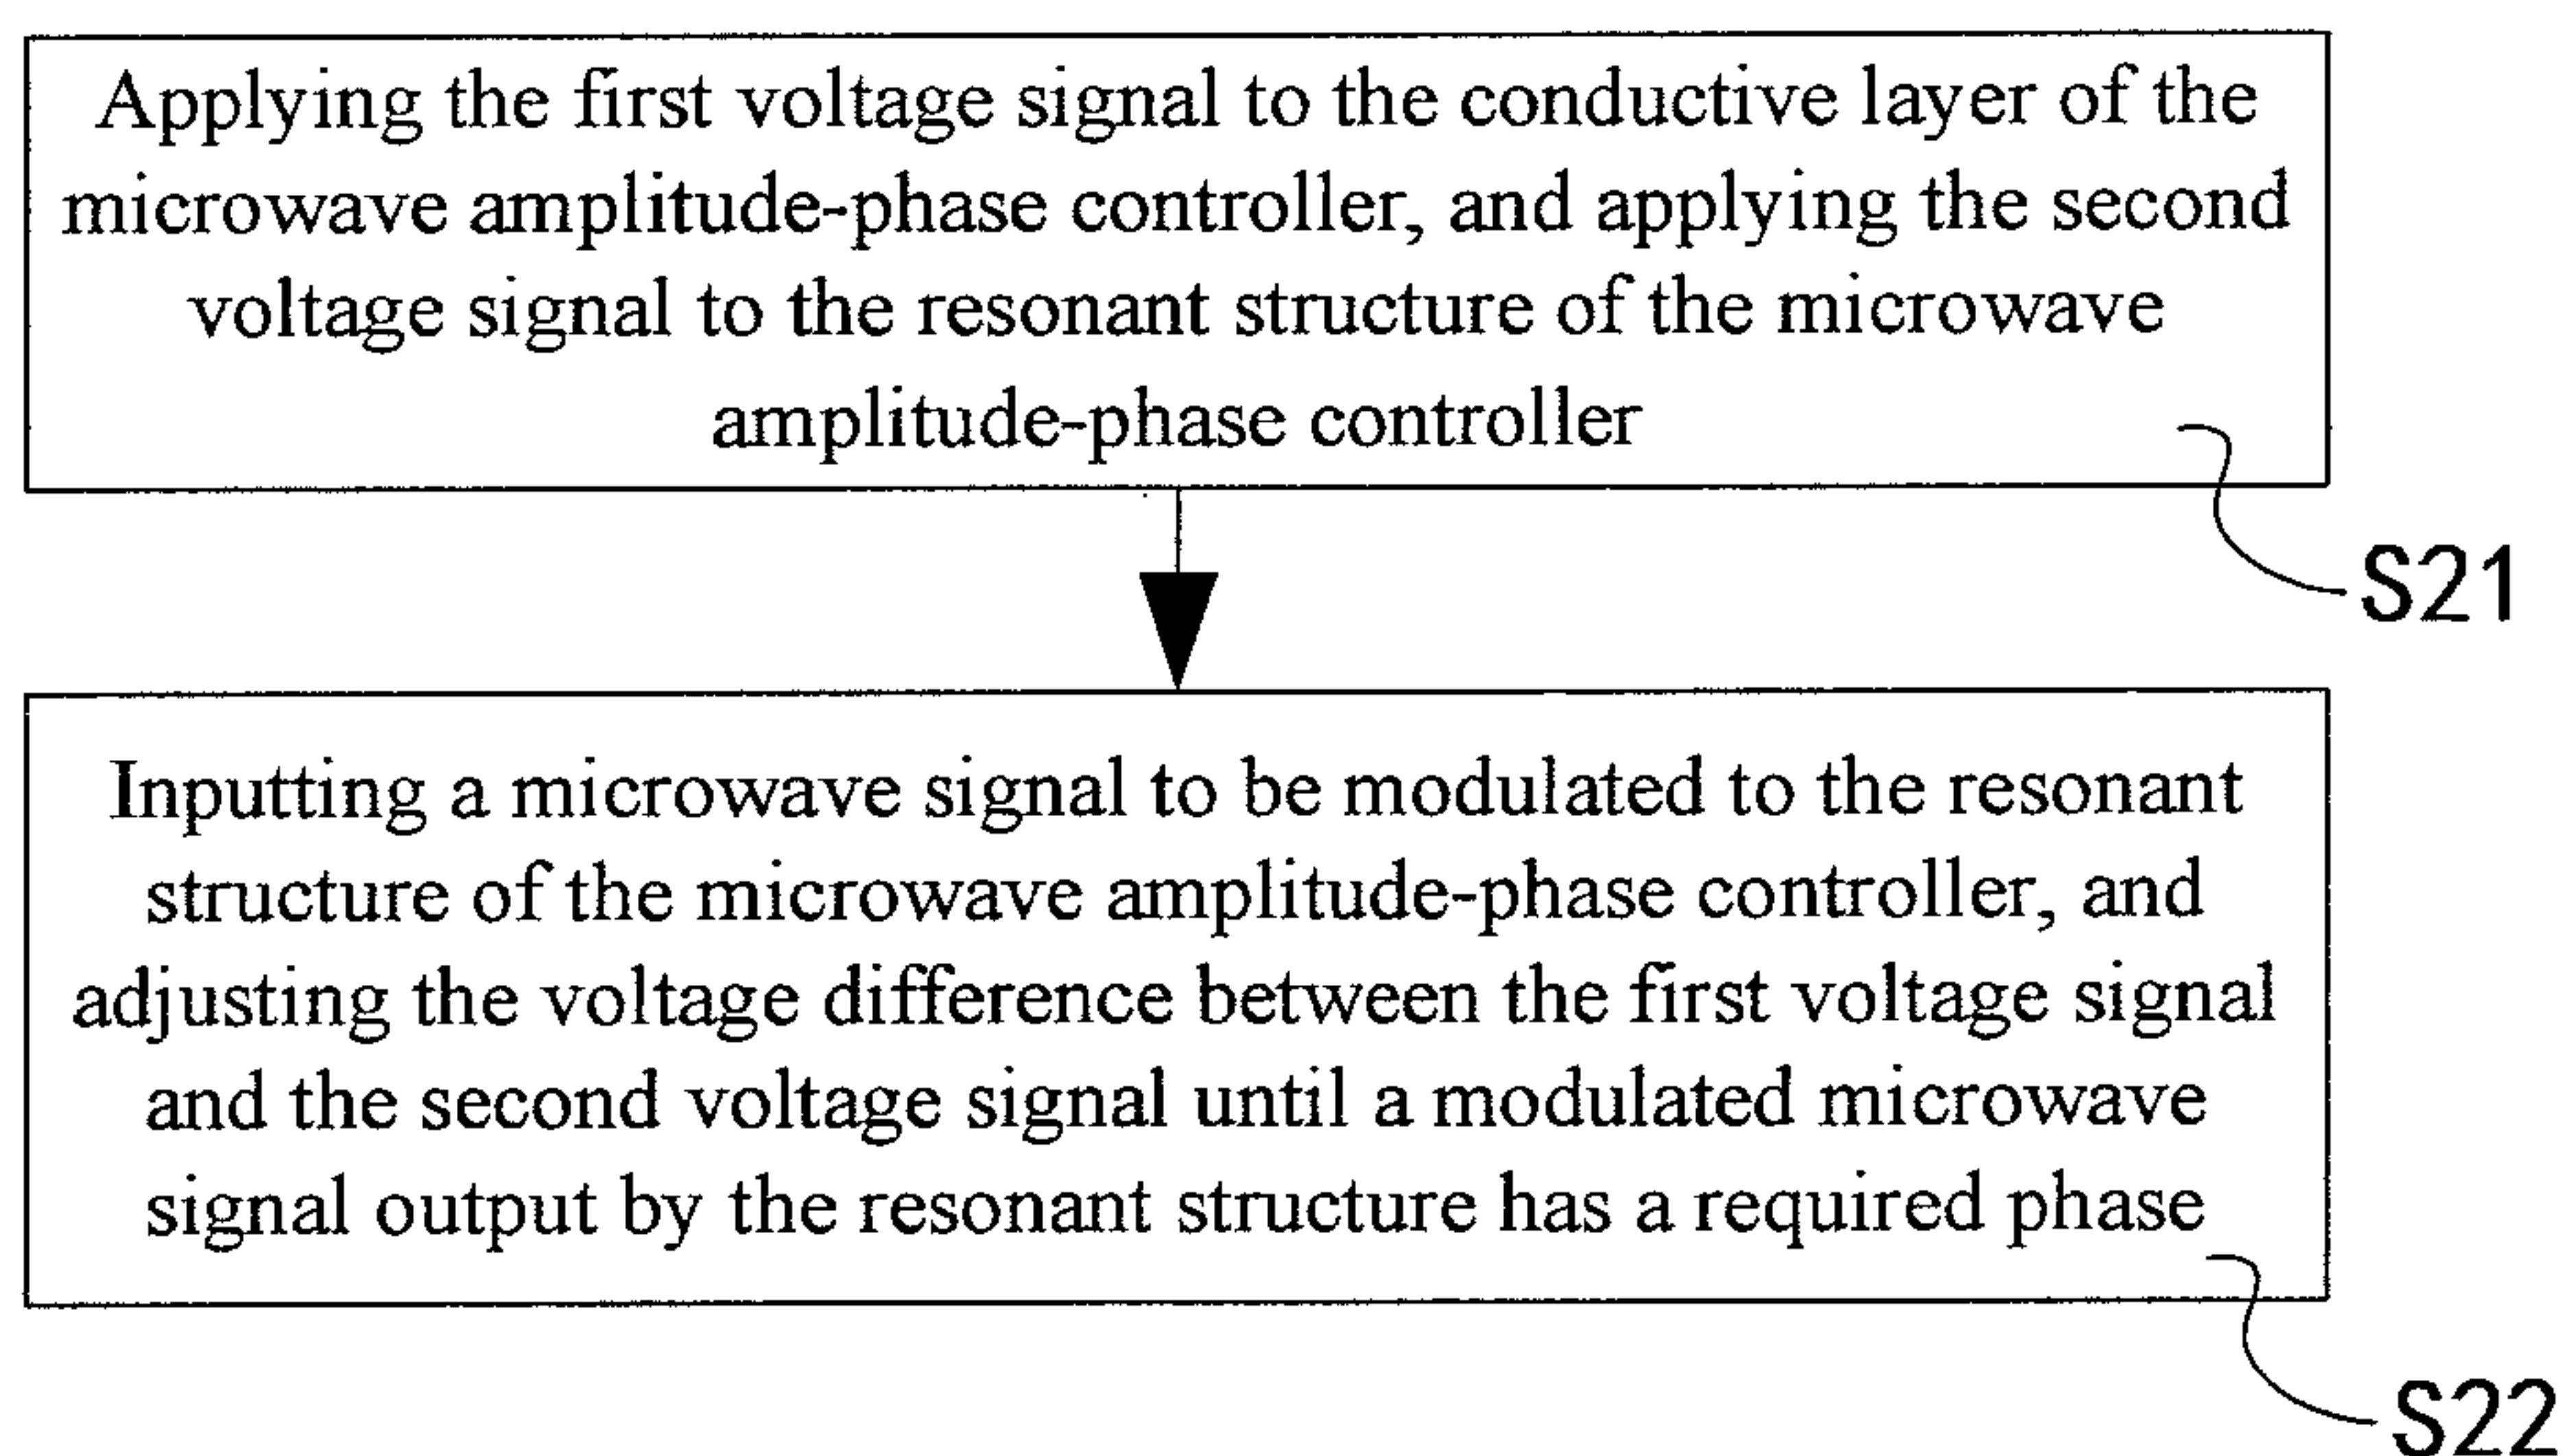 Applying the first voltage signal to the conductive layer of the
microwave amplitude-phase controller, and applying the second
voltage signal to the resonant structure of the microwave
amplitude-phase controller
S21
Inputting a microwave signal to be modulated to the resonant
structure of the microwave amplitude-phase controller, and
adjusting the voltage difference between the first voltage signal
and the second voltage signal until a modulated microwave
signal output by the resonant structure has a required phase
S22